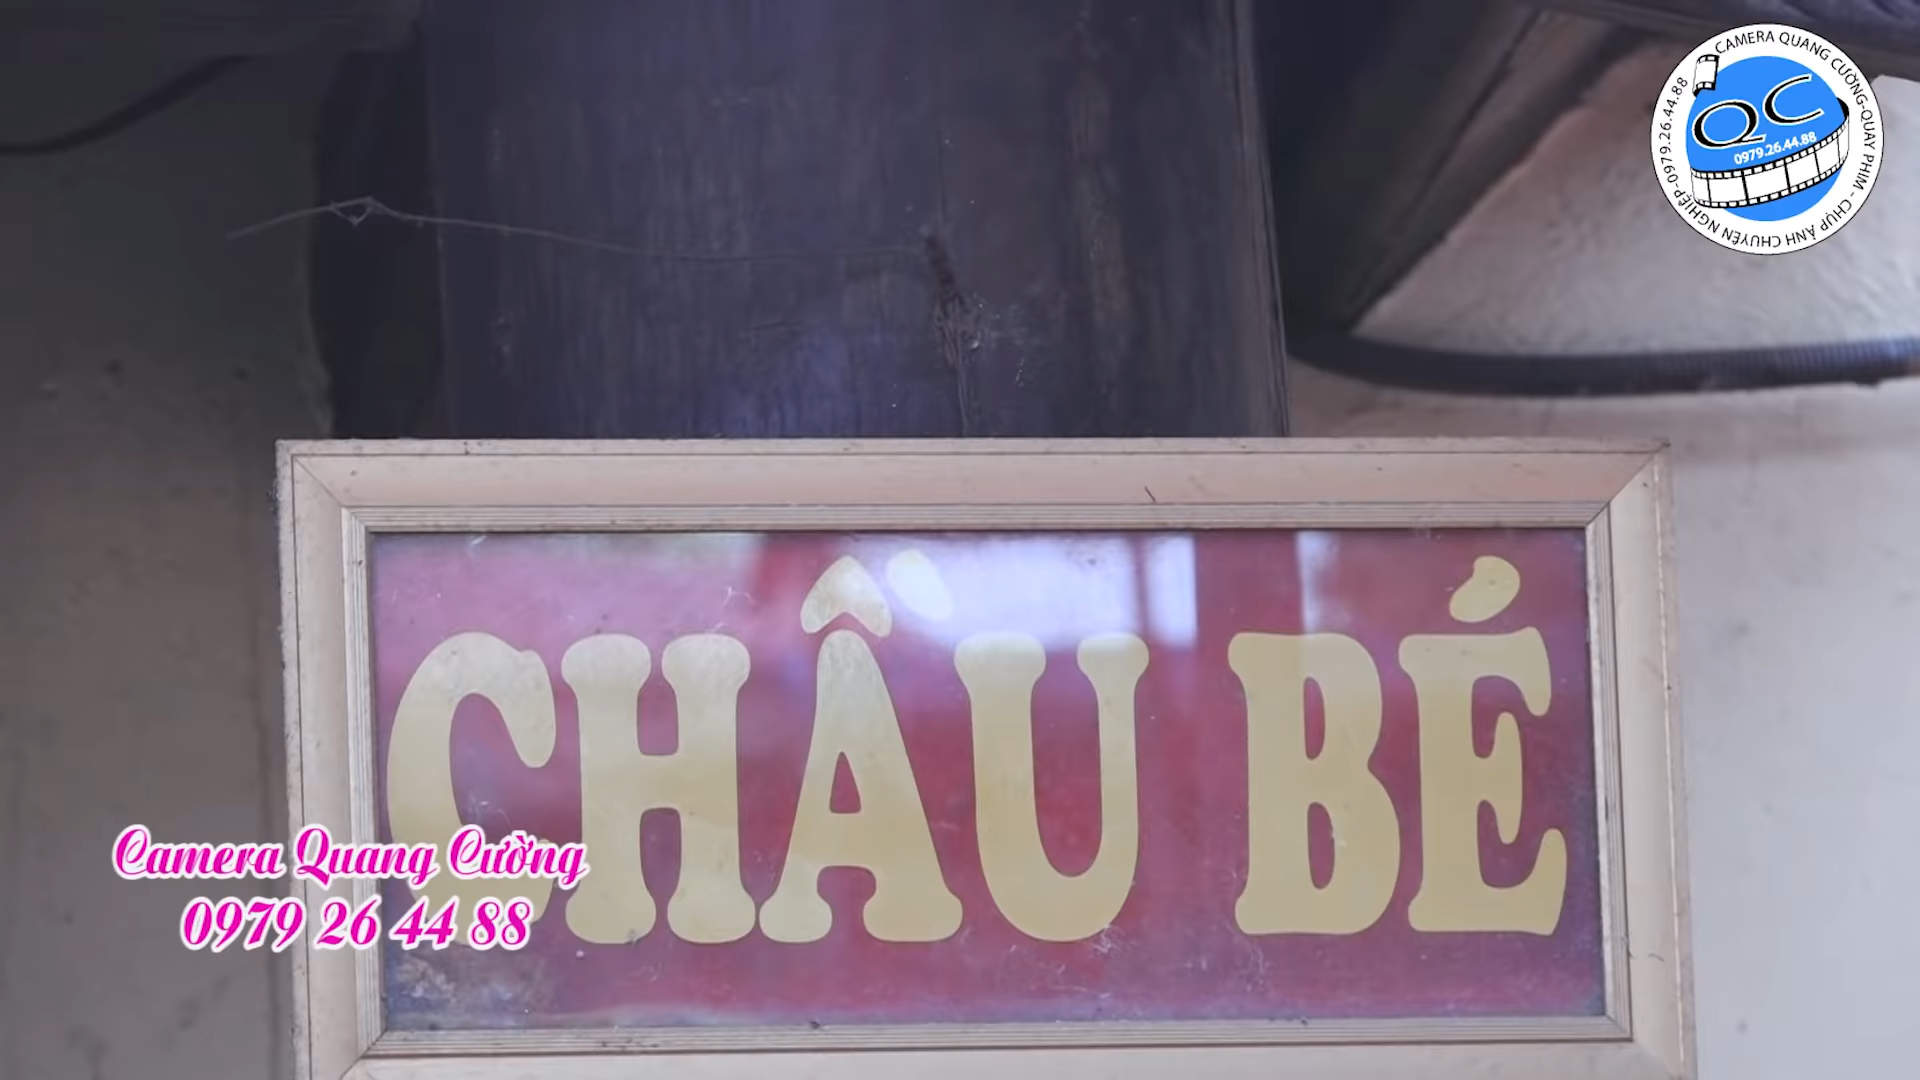 CAMERA QUANG CƯỜNG-QUAY PHIM - CHỤP ẢNH CHUYÊN NGHIỆP-0979.26.44.88
QC
0979.26.44.88
CHẦU BÉ
Camera Quang Cường
0979 26 44 88